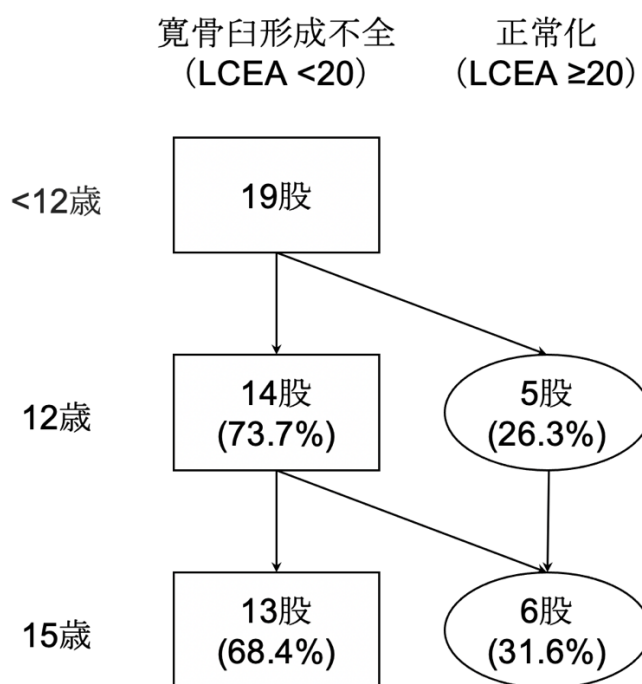 寛骨臼形成不全
（LCEA <20）
正常化
（LCEA ≥20）
<12歳
19股
12歳
14股
(73.7%)
5股
(26.3%)
15歳
13股
(68.4%)
6股
(31.6%)